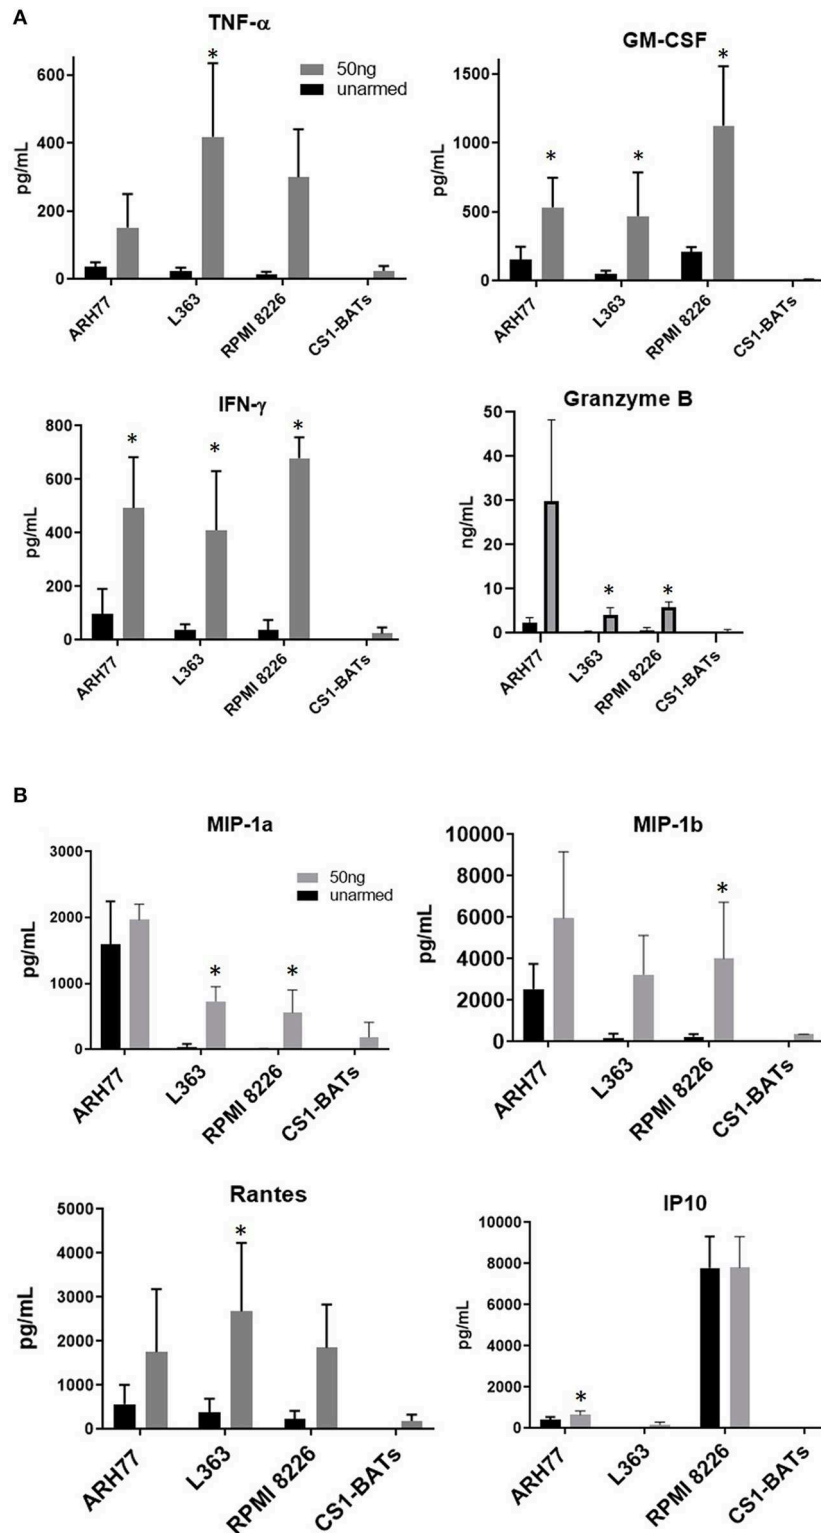 A
TNF-α
50ng
unarmed
pg/mL
600
400
200
0
*
ARH77
L363
RPMI 8226
CS1-BATs
GM-CSF
pg/mL
1500
1000
500
0
* * *
ARH77
L363
RPMI 8226
CS1-BATs
IFN-γ
pg/mL
800
600
400
200
0
* * *
ARH77
L363
RPMI 8226
CS1-BATs
Granzyme B
ng/mL
50
40
30
20
10
0
* *
ARH77
L363
RPMI 8226
CS1-BATs
B
MIP-1a
50ng
unarmed
pg/mL
3000
2000
1000
0
* *
ARH77
L363
RPMI 8226
CS1-BATs
MIP-1b
pg/mL
10000
8000
6000
4000
2000
0
*
ARH77
L363
RPMI 8226
CS1-BATs
Rantes
pg/mL
5000
4000
3000
2000
1000
0
*
ARH77
L363
RPMI 8226
CS1-BATs
IP10
pg/mL
10000
8000
6000
4000
2000
0
*
ARH77
L363
RPMI 8226
CS1-BATs